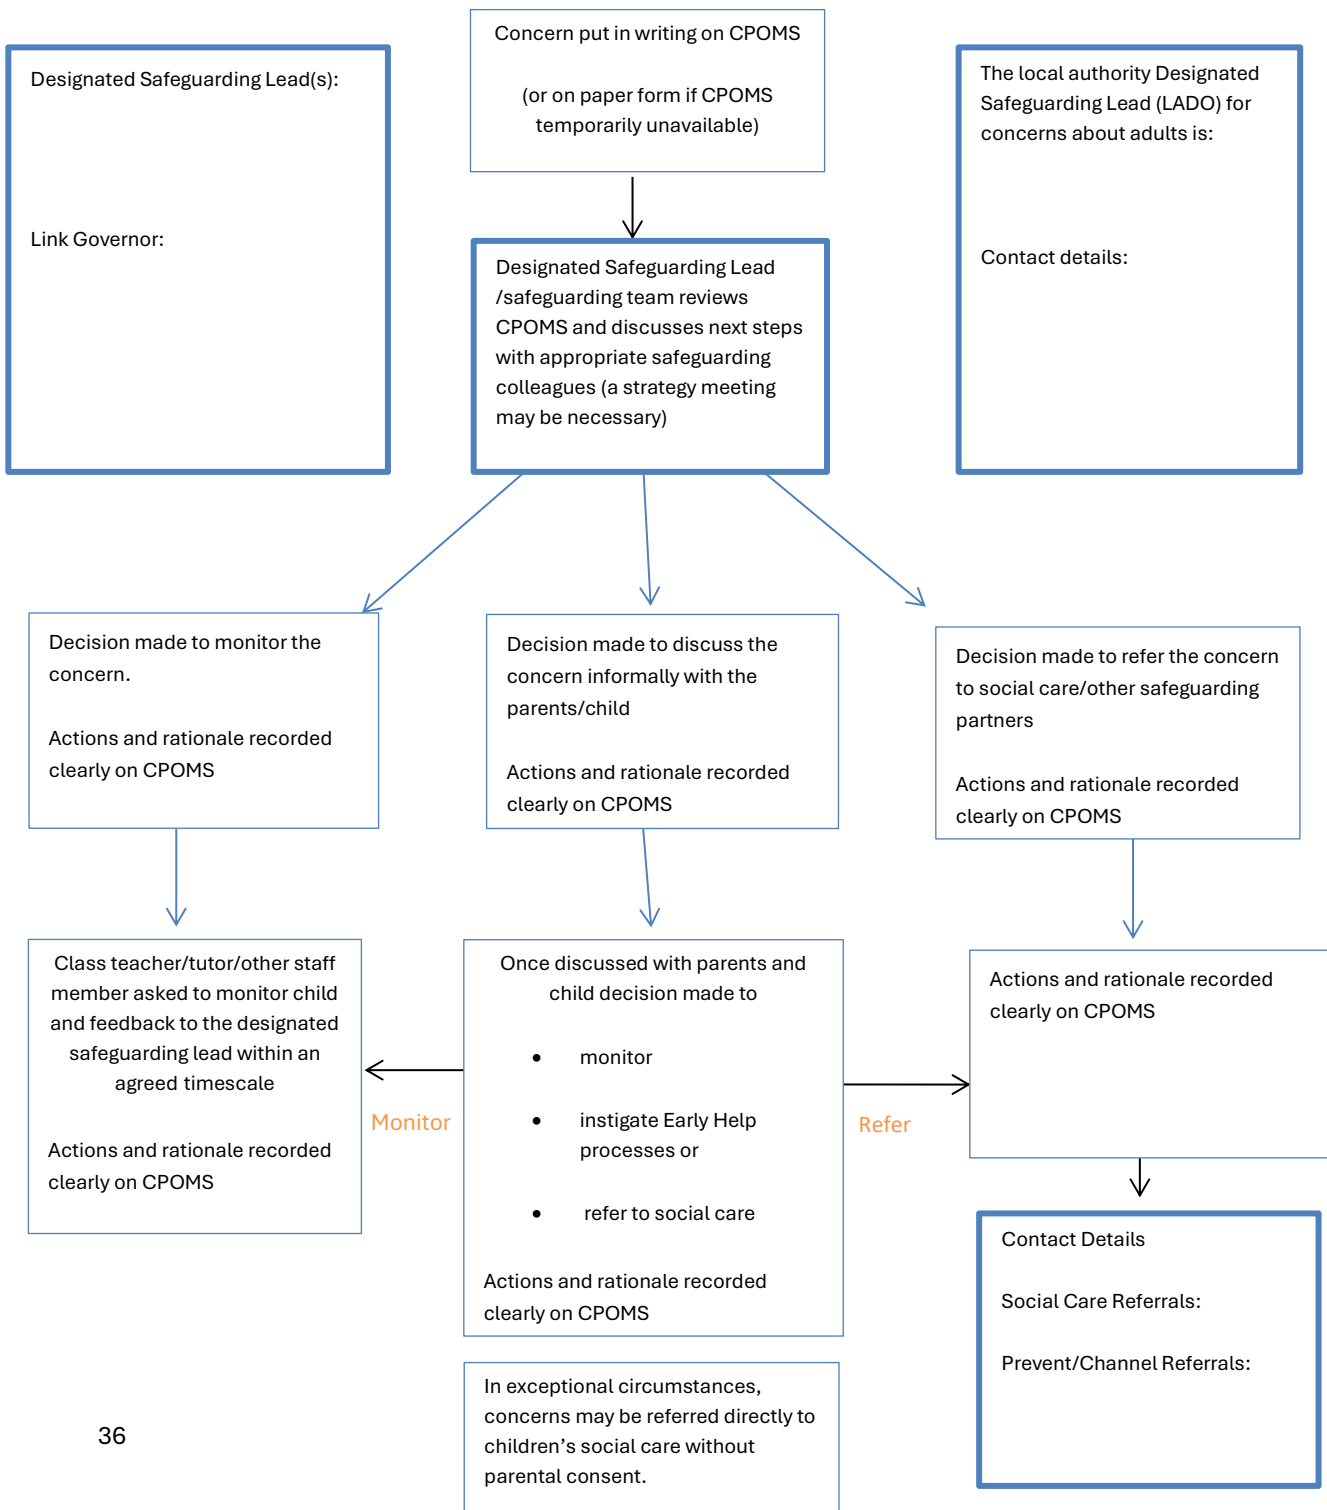 Concern put in writing on CPOMS
(or on paper form if CPOMS
temporarily unavailable)
Designated Safeguarding Lead(s):
Link Governor:
The local authority Designated
Safeguarding Lead (LADO) for
concerns about adults is:
Contact details:
Designated Safeguarding Lead
/safeguarding team reviews
CPOMS and discusses next steps
with appropriate safeguarding
colleagues (a strategy meeting
may be necessary)
Decision made to monitor the
concern.
Actions and rationale recorded
clearly on CPOMS
Decision made to discuss the
concern informally with the
parents/child
Actions and rationale recorded
clearly on CPOMS
Decision made to refer the concern
to social care/other safeguarding
partners
Actions and rationale recorded
clearly on CPOMS
Class teacher/tutor/other staff
member asked to monitor child
and feedback to the designated
safeguarding lead within an
agreed timescale
Actions and rationale recorded
clearly on CPOMS
Monitor
Once discussed with parents and
child decision made to
• monitor
• instigate Early Help
processes or
• refer to social care
Actions and rationale recorded
clearly on CPOMS
Refer
Actions and rationale recorded
clearly on CPOMS
Contact Details
Social Care Referrals:
Prevent/Channel Referrals:
In exceptional circumstances,
concerns may be referred directly to
children’s social care without
parental consent.
36